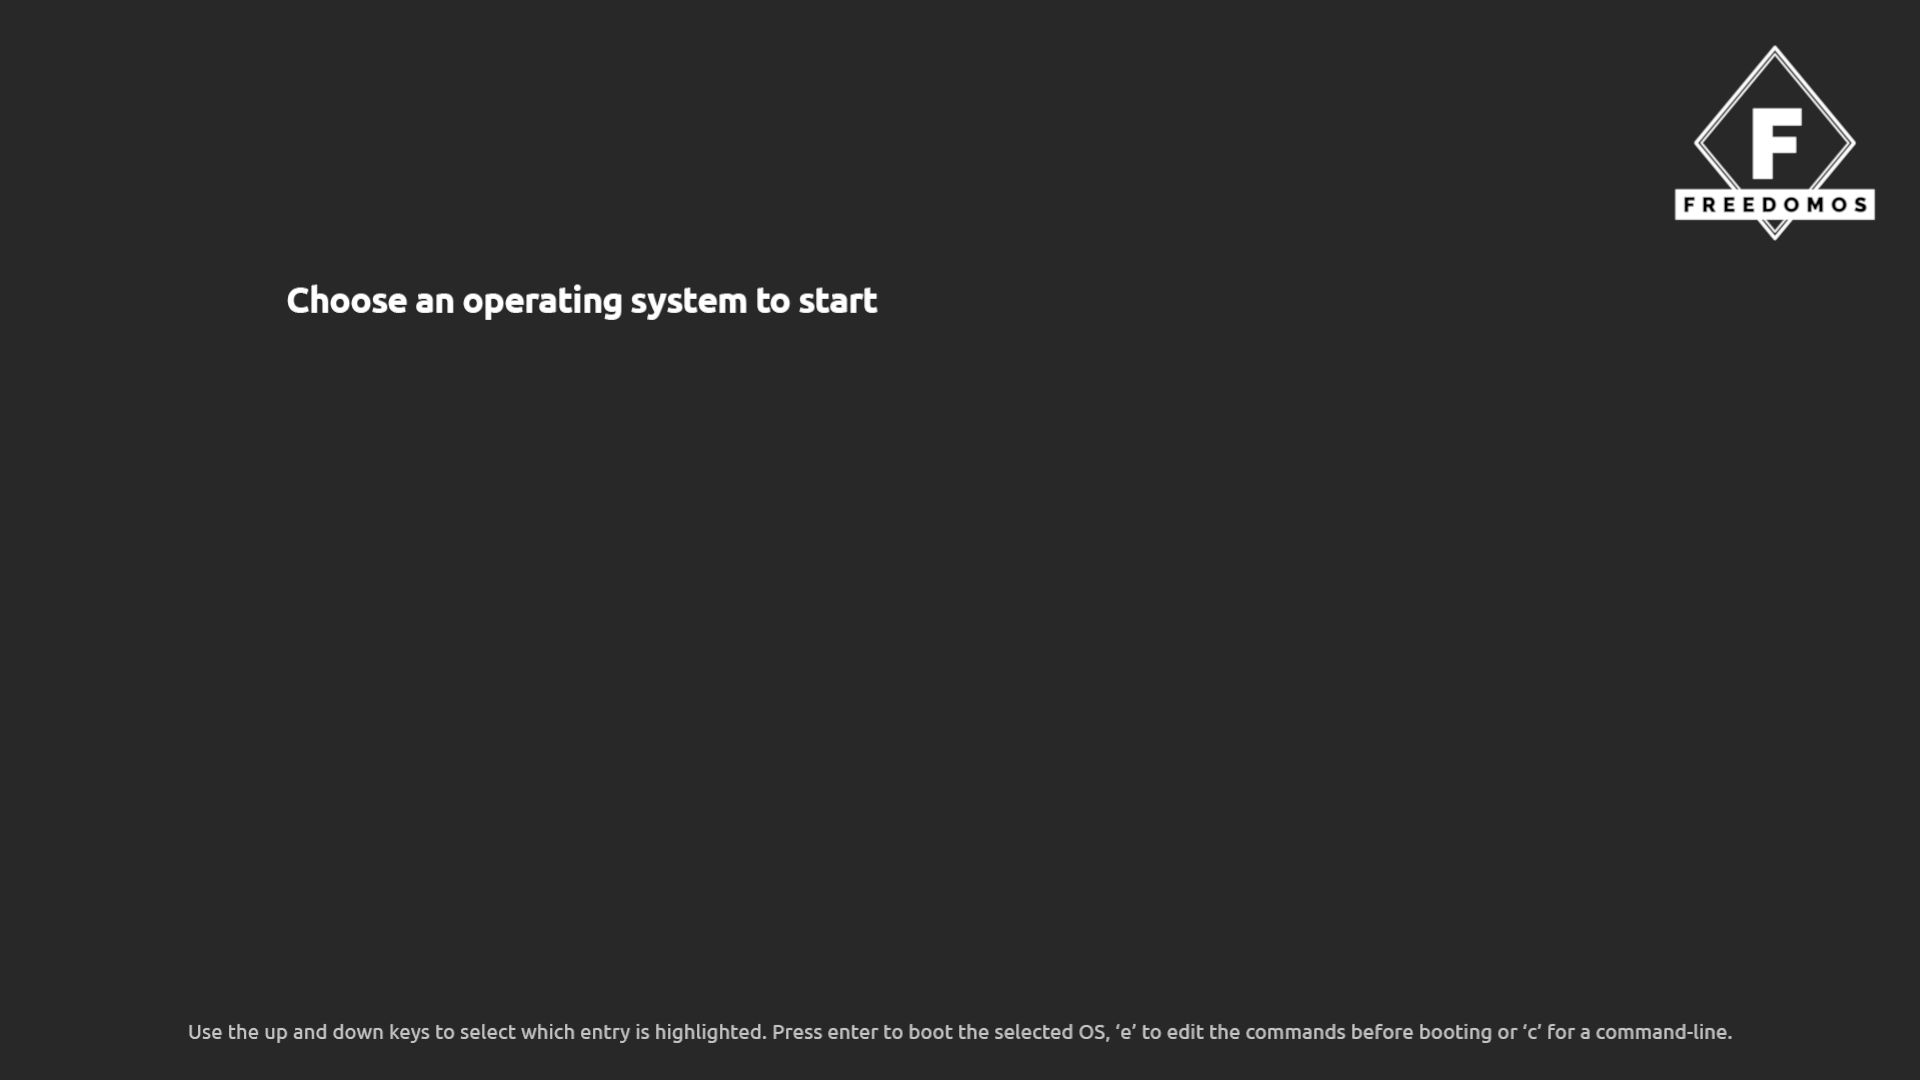 F
FREEDOMOS
Choose an operating system to start
Use the up and down keys to select which entry is highlighted. Press enter to boot the selected OS, ‘e’ to edit the commands before booting or ‘c’ for a command-line.